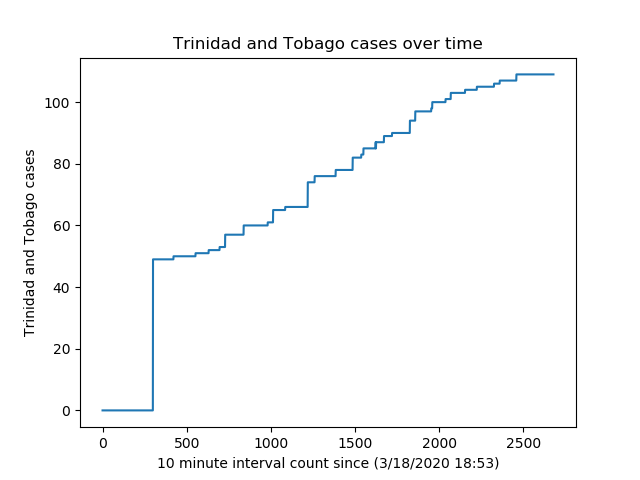 Trinidad and Tobago cases over time
Trinidad and Tobago cases
100
80
60
40
20
0
0 500 1000 1500 2000 2500
10 minute interval count since (3/18/2020 18:53)